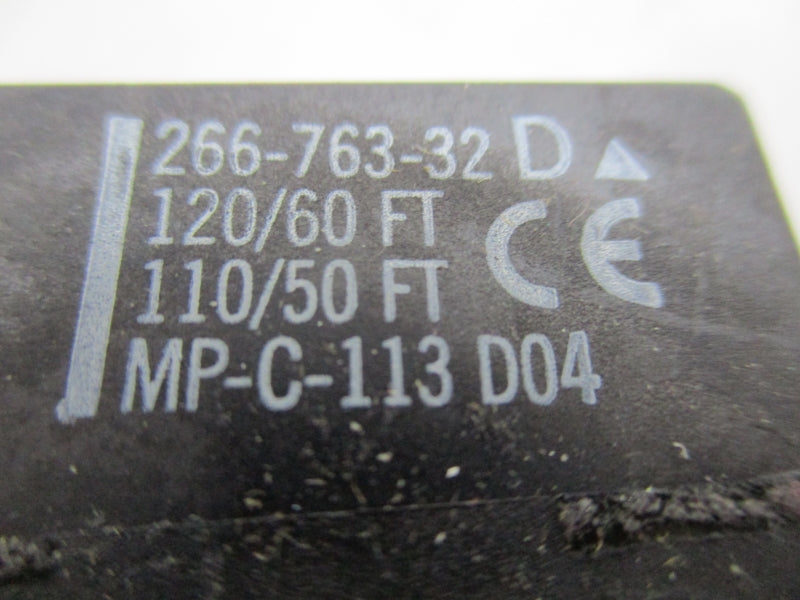 266-763-32 D
120/60 FT
110/50 FT CE
MP-C-113 D04